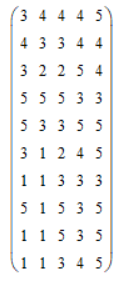 3 4 4 4 5
4 3 3 4 4
3 2 2 5 4
5 5 5 3 3
5 3 3 5 5
3 1 2 4 5
1 1 3 3 3
5 1 5 3 5
1 1 5 3 5
1 1 3 4 5